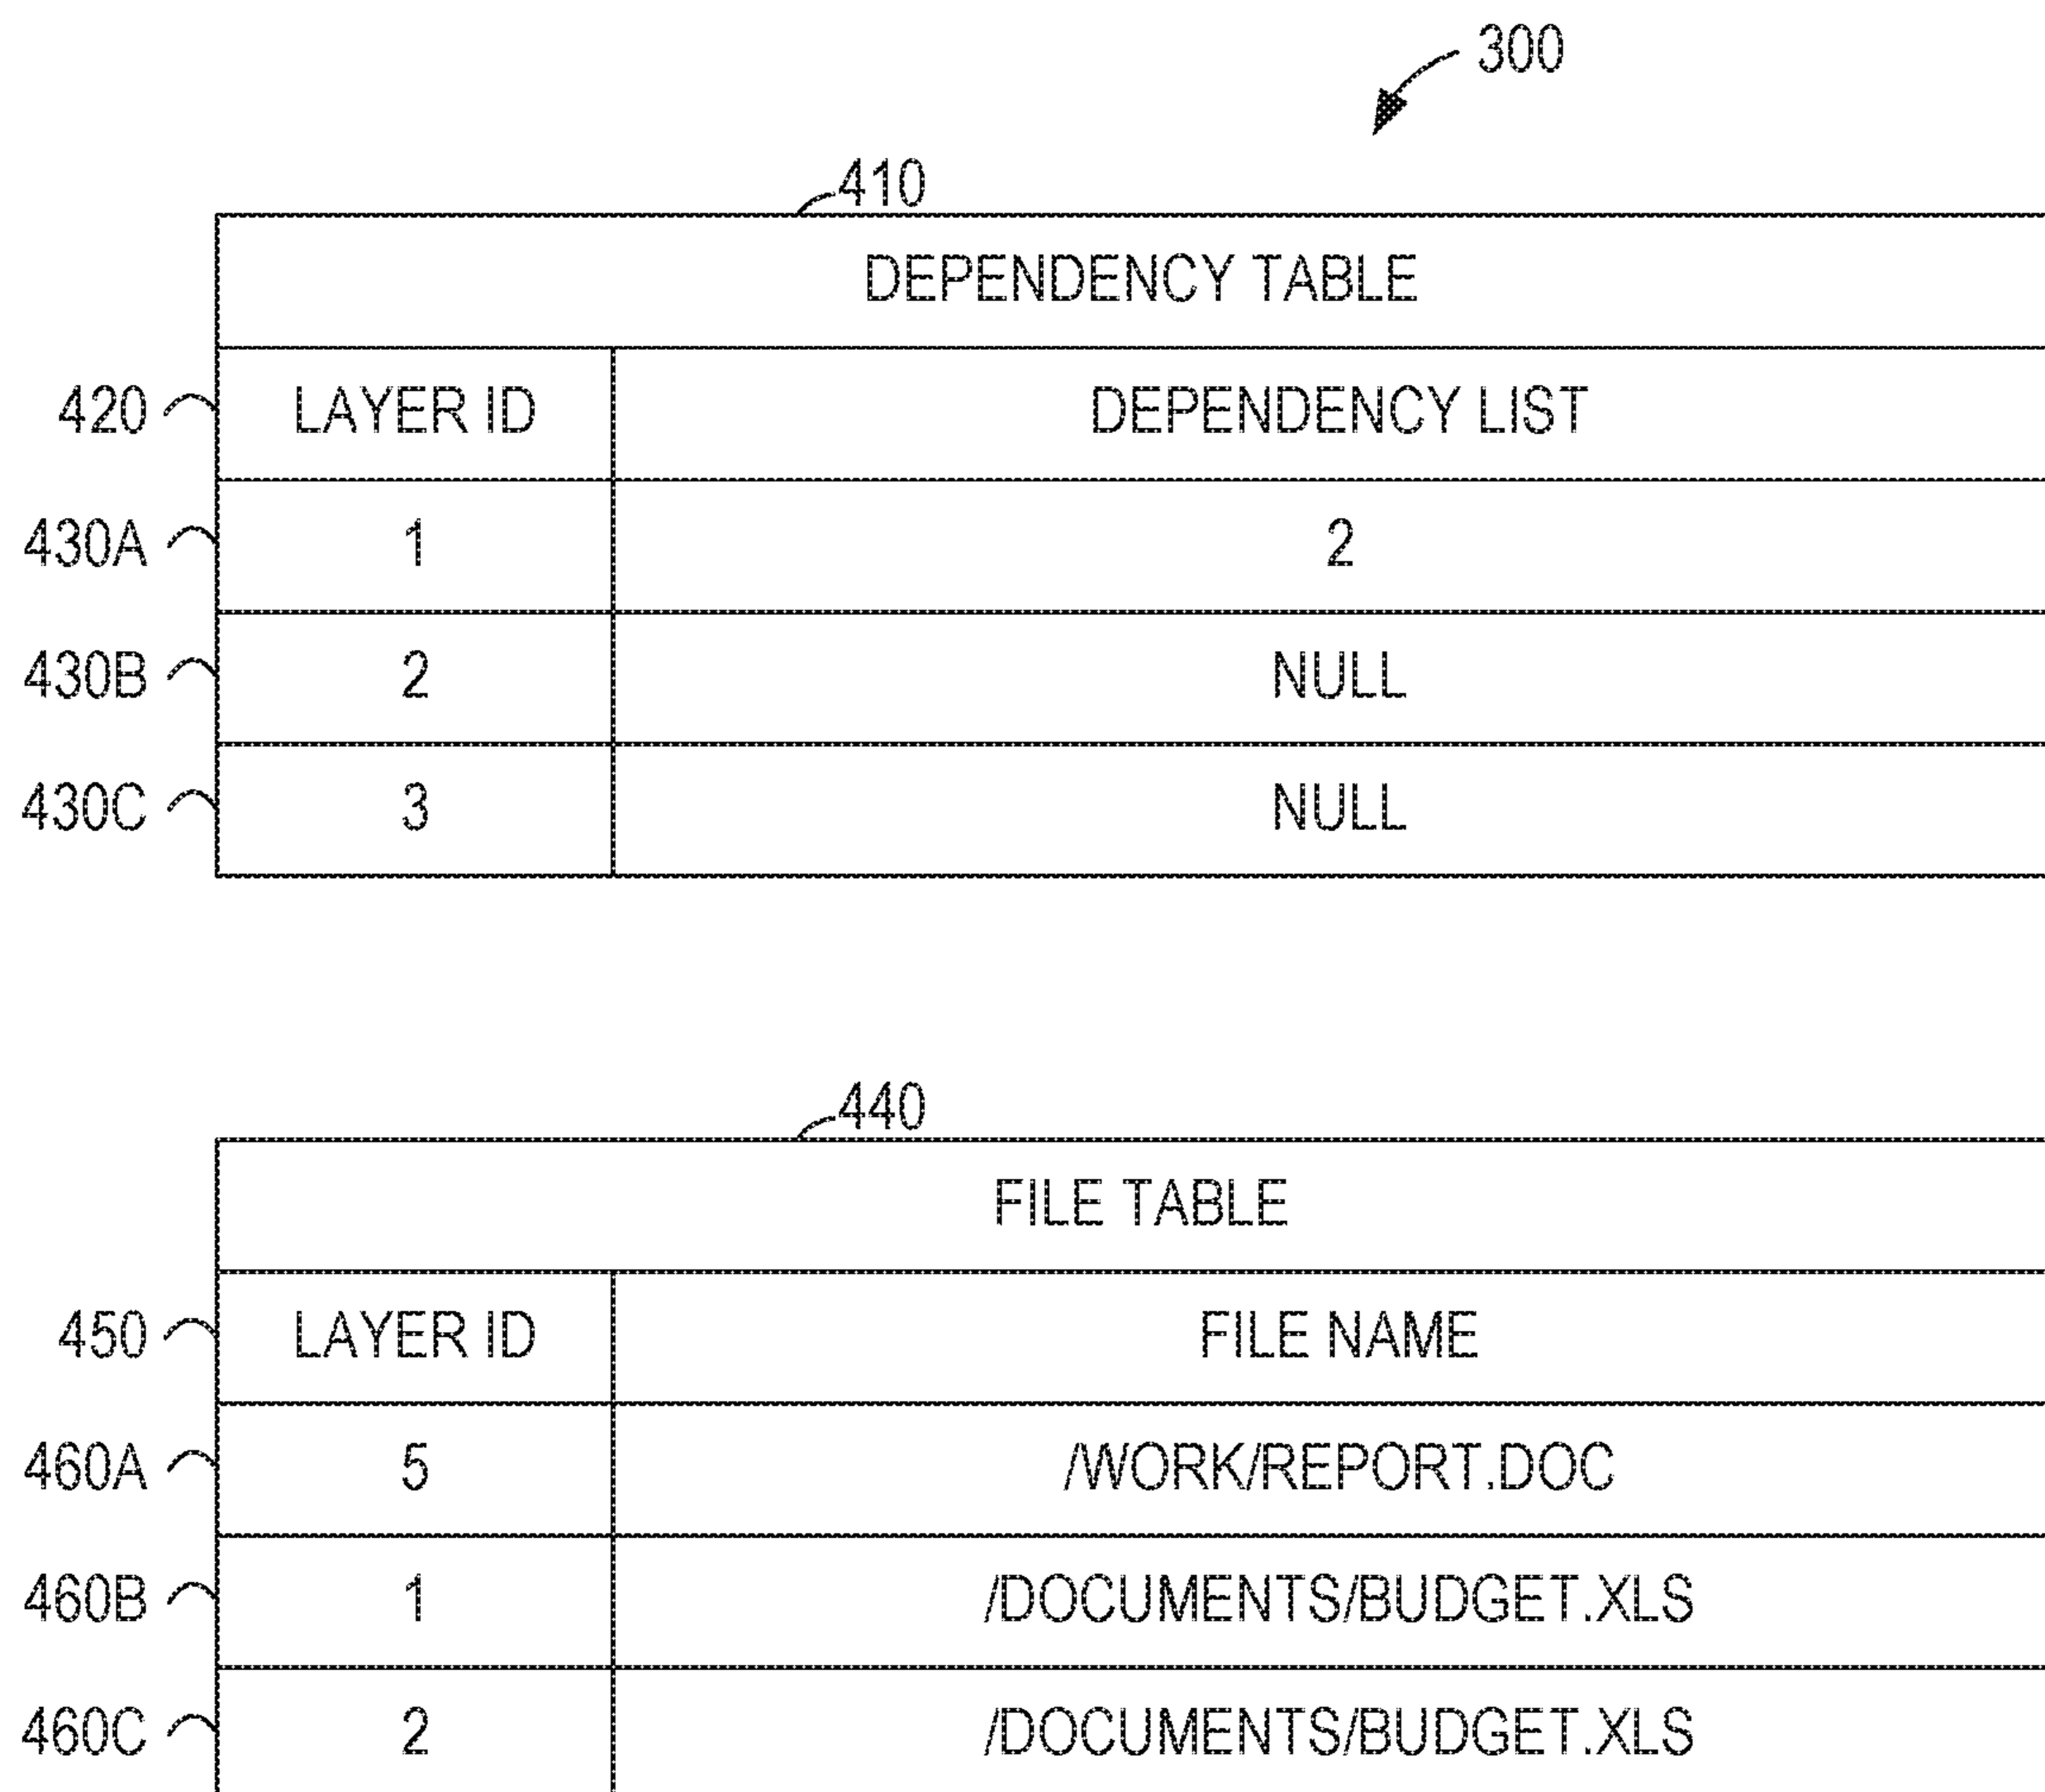 300
410
DEPENDENCY TABLE
420 LAYER ID DEPENDENCY LIST
430A 1 2
430B 2 NULL
430C 3 NULL
440
FILE TABLE
450 LAYER ID FILE NAME
460A 5 /WORK/REPORT.DOC
460B 1 /DOCUMENTS/BUDGET.XLS
460C 2 /DOCUMENTS/BUDGET.XLS